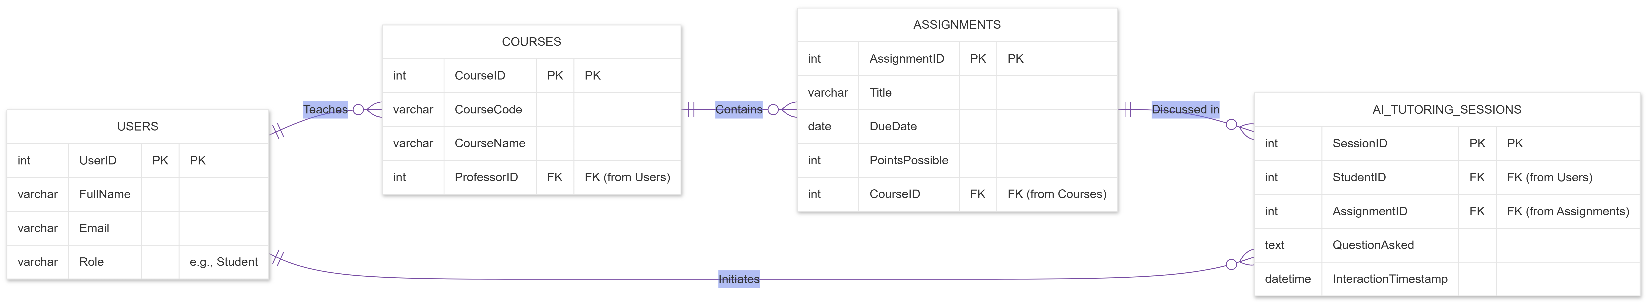 USERS
int UserID PK PK
varchar FullName
varchar Email
varchar Role e.g., Student
Teaches
COURSES
int CourseID PK PK
varchar CourseCode
varchar CourseName
int ProfessorID FK FK (from Users)
Contains
ASSIGNMENTS
int AssignmentID PK PK
varchar Title
date DueDate
int PointsPossible
int CourseID FK FK (from Courses)
Discussed in
AI_TUTORING_SESSIONS
int SessionID PK PK
int StudentID FK FK (from Users)
int AssignmentID FK FK (from Assignments)
text QuestionAsked
datetime InteractionTimestamp
Initiates